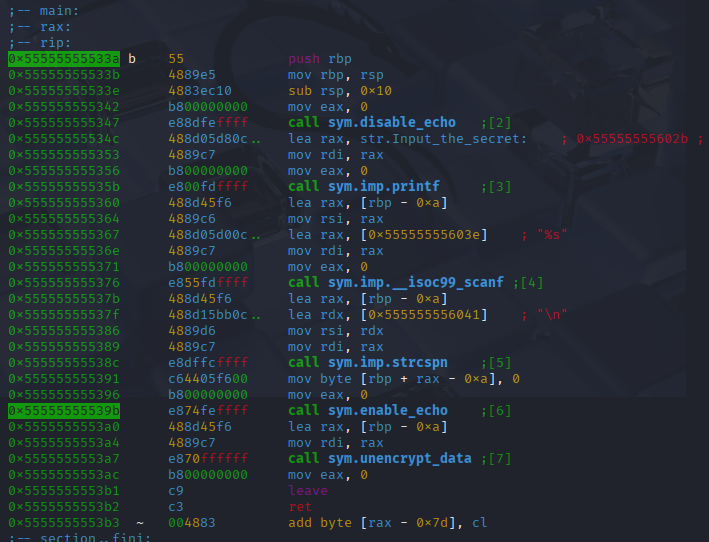 ;-- main:
;-- rax:
;-- rip:
0×55555555533a b 55 push rbp
0×55555555533b 4889e5 mov rbp, rsp
0×55555555533e 4883ec10 sub rsp, 0×10
0×555555555342 b800000000 mov eax, 0
0×555555555347 e88dfeffff call sym.disable_echo ;[2]
0×55555555534c 488d05d80c.. lea rax, str.Input_the_secret: ; 0×55555555602b ;
0×555555555353 4889c7 mov rdi, rax
0×555555555356 b800000000 mov eax, 0
0×55555555535b e800fdffff call sym.imp.printf ;[3]
0×555555555360 488d45f6 lea rax, [rbp - 0×a]
0×555555555364 4889c6 mov rsi, rax
0×555555555367 488d05d00c.. lea rax, [0×55555555603e] ; "%s"
0×55555555536e 4889c7 mov rdi, rax
0×555555555371 b800000000 mov eax, 0
0×555555555376 e855fdffff call sym.imp.__isoc99_scanf ;[4]
0×55555555537b 488d45f6 lea rax, [rbp - 0×a]
0×55555555537f 488d15bb0c.. lea rdx, [0×555555556041] ; "\n"
0×555555555386 4889d6 mov rsi, rdx
0×555555555389 4889c7 mov rdi, rax
0×55555555538c e8dffcffff call sym.imp.strcspn ;[5]
0×555555555391 c64405f600 mov byte [rbp + rax - 0×a], 0
0×555555555396 b800000000 mov eax, 0
0×55555555539b e874feffff call sym.enable_echo ;[6]
0×5555555553a0 488d45f6 lea rax, [rbp - 0×a]
0×5555555553a4 4889c7 mov rdi, rax
0×5555555553a7 e870ffffff call sym.unencrypt_data ;[7]
0×5555555553ac b800000000 mov eax, 0
0×5555555553b1 c9 leave
0×5555555553b2 c3 ret
0×5555555553b3 ~ 004883 add byte [rax - 0×7d], cl
;-- section..fini: